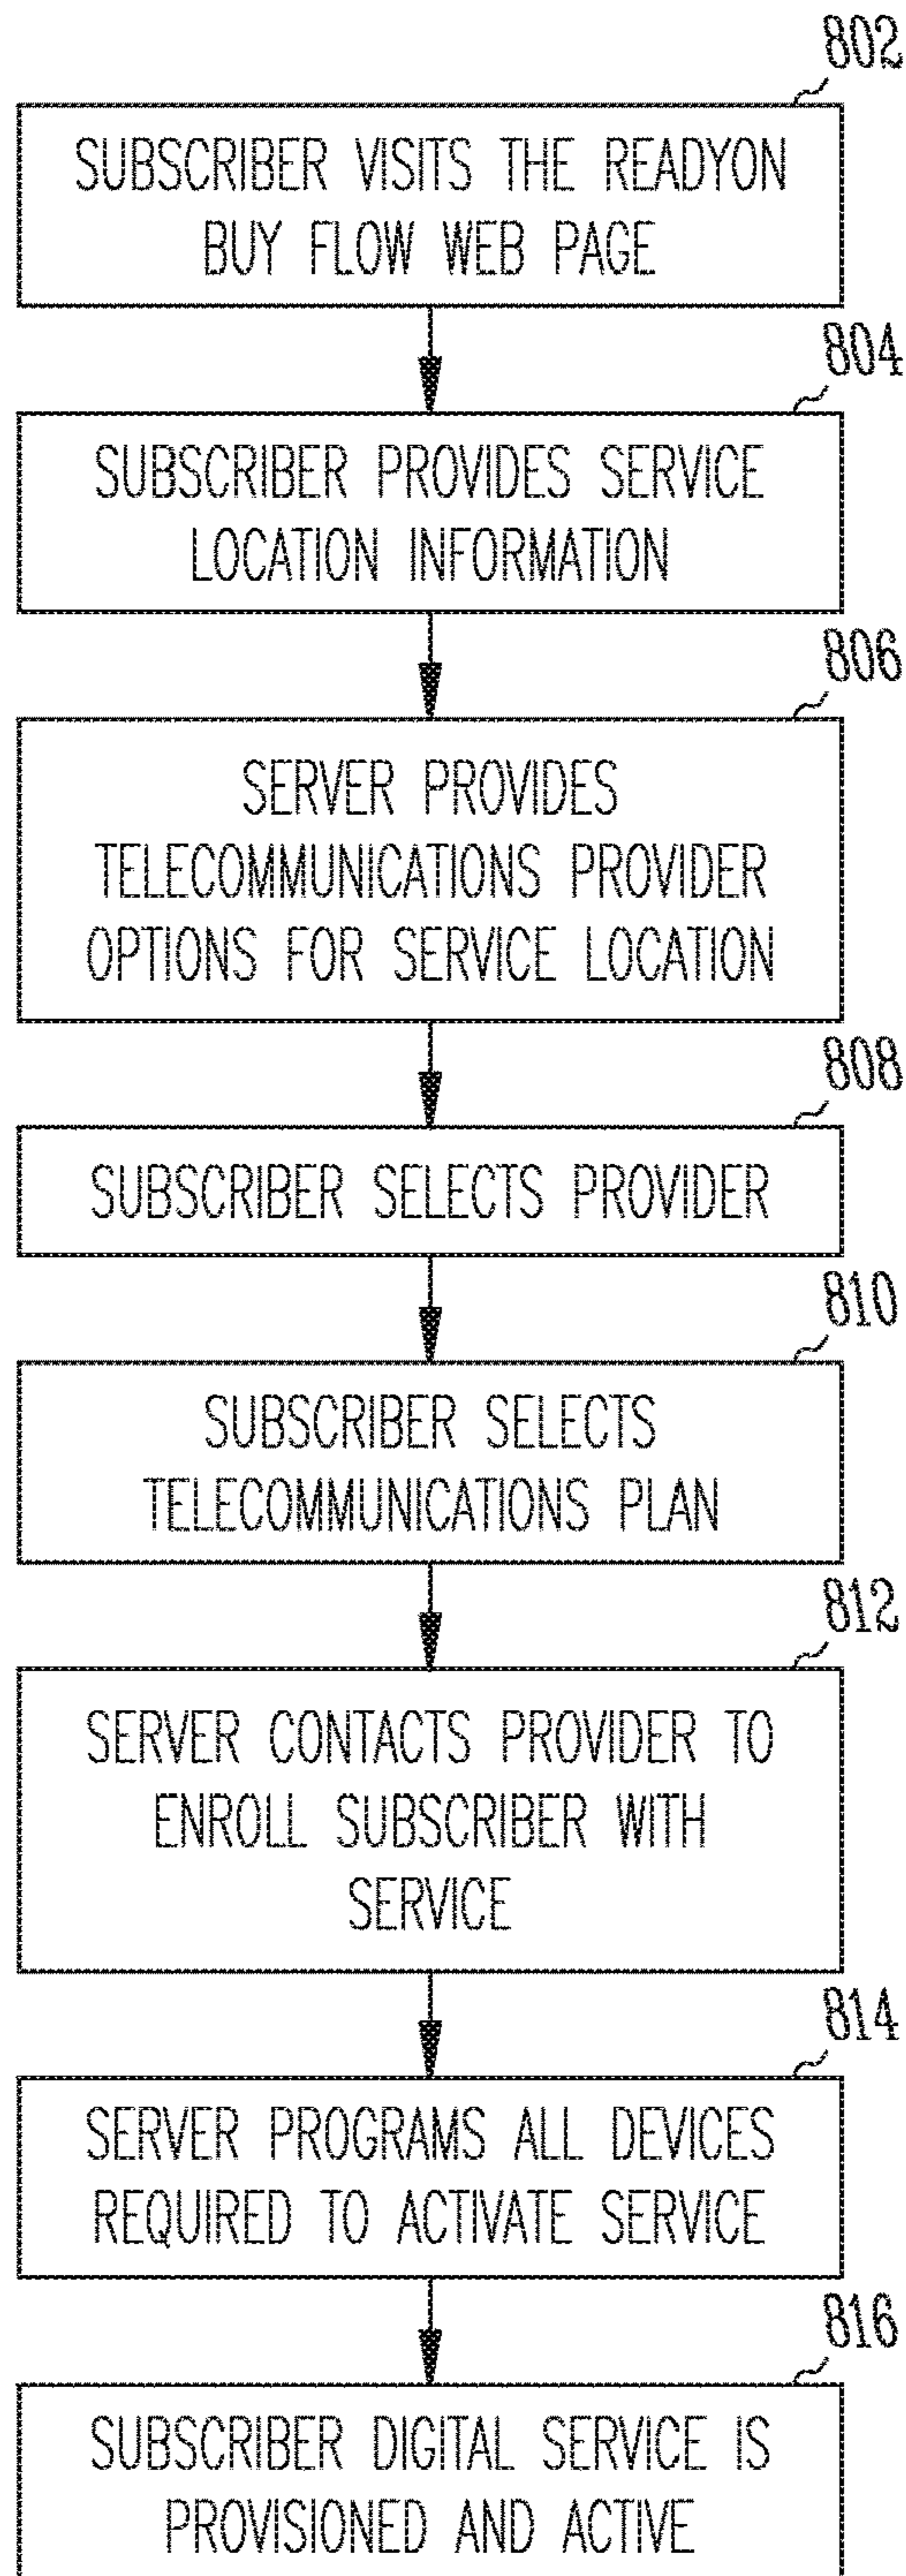 802
SUBSCRIBER VISITS THE READYON
BUY FLOW WEB PAGE
804
SUBSCRIBER PROVIDES SERVICE
LOCATION INFORMATION
806
SERVER PROVIDES
TELECOMMUNICATIONS PROVIDER
OPTIONS FOR SERVICE LOCATION
808
SUBSCRIBER SELECTS PROVIDER
810
SUBSCRIBER SELECTS
TELECOMMUNICATIONS PLAN
812
SERVER CONTACTS PROVIDER TO
ENROLL SUBSCRIBER WITH
SERVICE
814
SERVER PROGRAMS ALL DEVICES
REQUIRED TO ACTIVATE SERVICE
816
SUBSCRIBER DIGITAL SERVICE IS
PROVISIONED AND ACTIVE